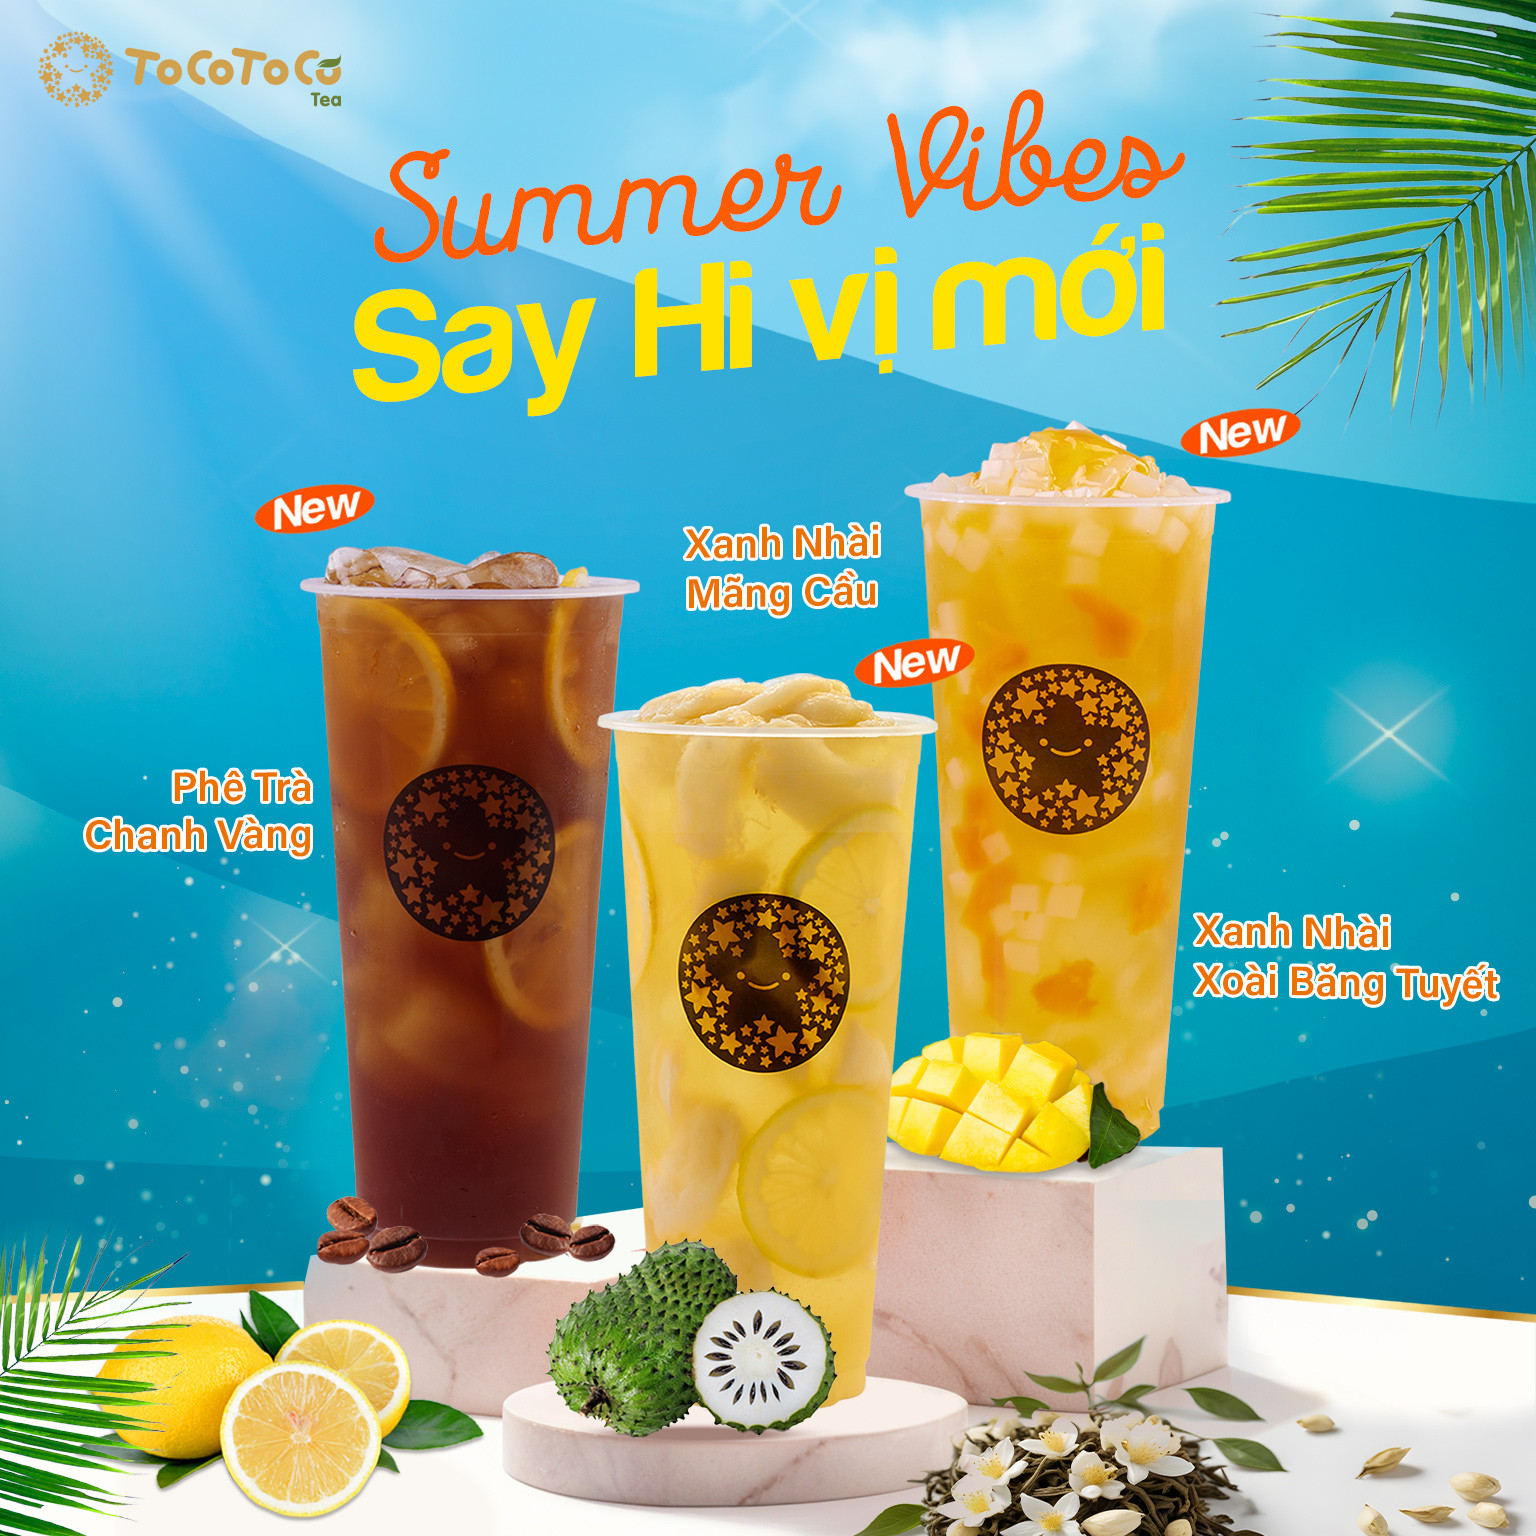 ToCoToCo
Tea
Summer Vibes
Say Hi vị mới
New
New
Xanh Nhài
Mãng Cầu
New
Phê Trà
Chanh Vàng
Xanh Nhài
Xoài Băng Tuyết